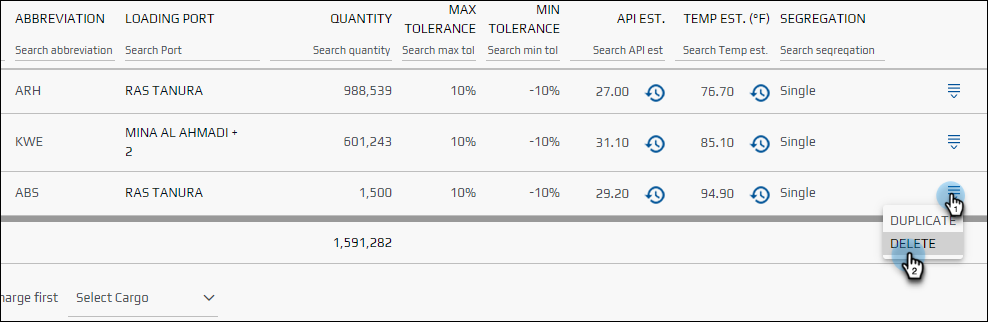 ABBREVIATION LOADING PORT QUANTITY MAX TOLERANCE MIN TOLERANCE API EST. TEMP EST. (°F) SEGREGATION
Search abbreviation Search Port Search quantity Search max tol Search min tol Search API est Search Temp est. Search seqreqation
ARH RAS TANURA 988,539 10% -10% 27.00 76.70 Single
KWE MINA AL AHMADI + 2 601,243 10% -10% 31.10 85.10 Single
ABS RAS TANURA 1,500 10% -10% 29.20 94.90 Single
1
DUPLICATE
1,591,282
DELETE
2
harge first Select Cargo